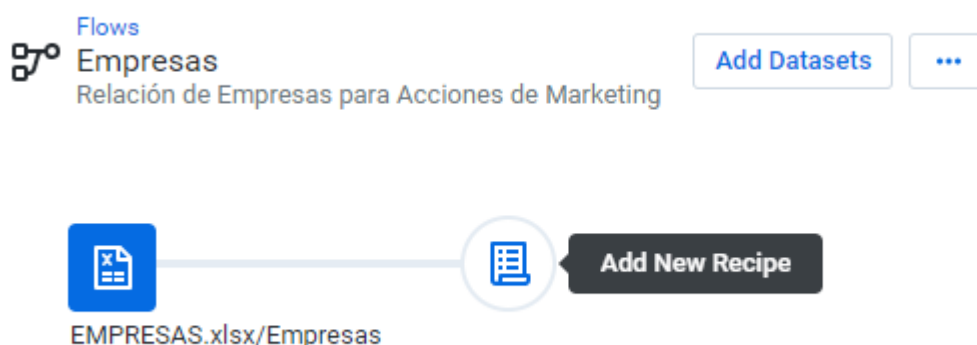 Flows
Empresas
Relación de Empresas para Acciones de Marketing
Add Datasets
...
Add New Recipe
EMPRESAS.xlsx/Empresas